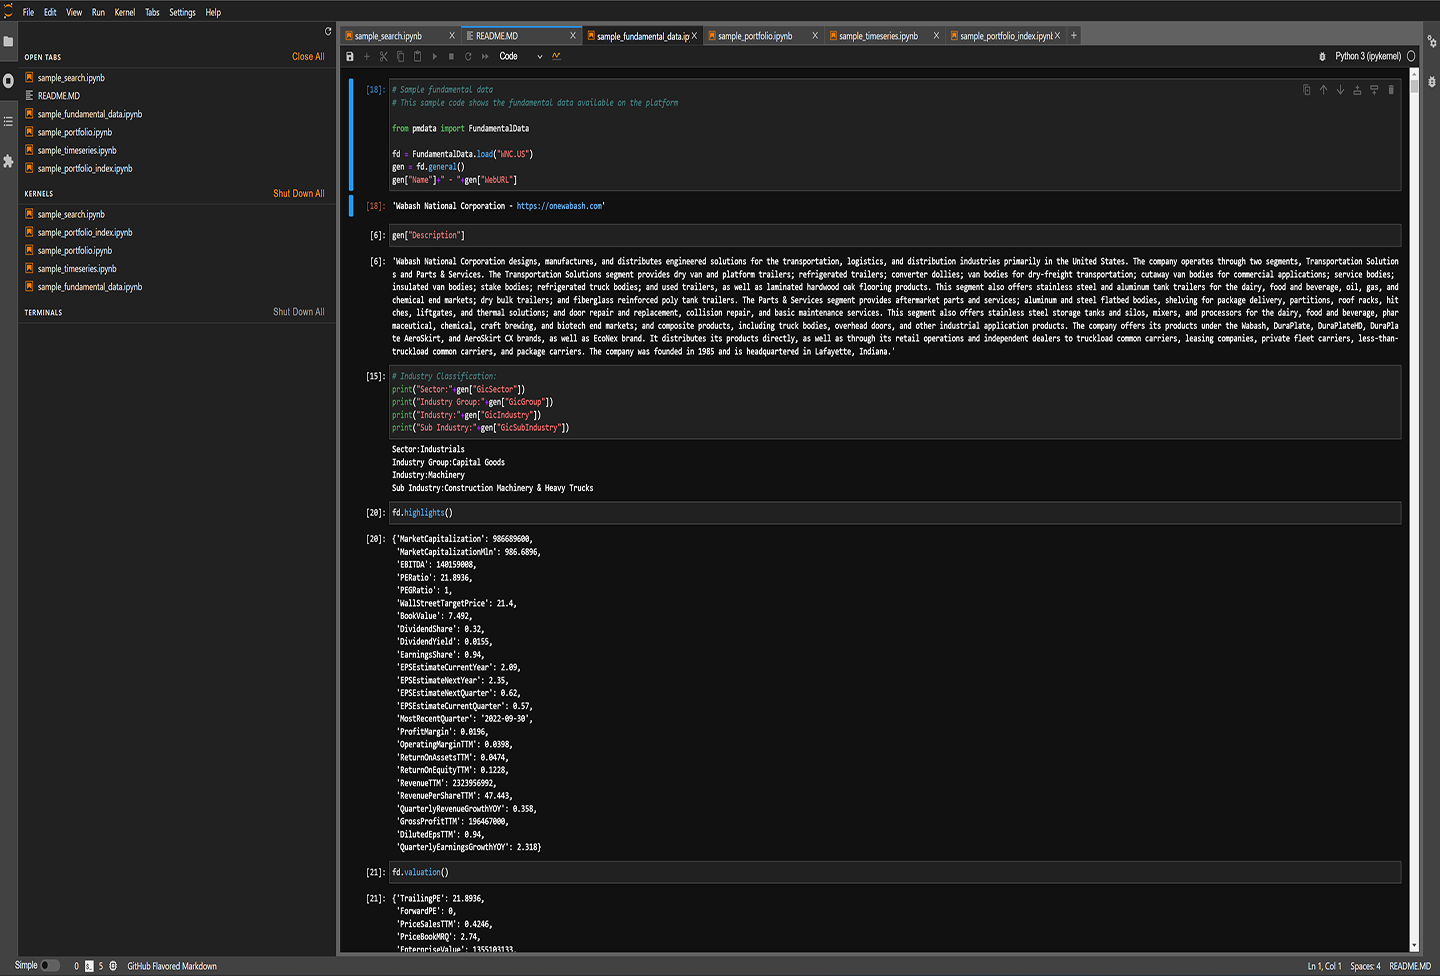 File Edit View Run Kernel Tabs Settings Help
OPEN TABS Close All
sample_search.ipynb
README.MD
sample_fundamental_data.ipynb
sample_portfolio.ipynb
sample_timeseries.ipynb
sample_portfolio_index.ipynb
KERNELS Shut Down All
sample_search.ipynb
sample_portfolio_index.ipynb
sample_portfolio.ipynb
sample_timeseries.ipynb
sample_fundamental_data.ipynb
TERMINALS Shut Down All
sample_search.ipynb X README.MD X sample_fundamental_data.ip X sample_portfolio.ipynb X sample_timeseries.ipynb X sample_portfolio_index.ipynb X +
Code Python 3 (ipykernel)
[18]: # Sample fundamental data
# This sample code shows the fundamental data available on the platform
from pmdata import FundamentalData
fd = FundamentalData.load("WNC.US")
gen = fd.general()
gen["Name"]+" - "+gen["WebURL"]
[18]: 'Wabash National Corporation - https://onewabash.com'
[6]: gen["Description"]
[6]: 'Wabash National Corporation designs, manufactures, and distributes engineered solutions for the transportation, logistics, and distribution industries primarily in the United States. The company operates through two segments, Transportation Solution
s and Parts & Services. The Transportation Solutions segment provides dry van and platform trailers; refrigerated trailers; converter dollies; van bodies for dry-freight transportation; cutaway van bodies for commercial applications; service bodies;
insulated van bodies; stake bodies; refrigerated truck bodies; and used trailers, as well as laminated hardwood oak flooring products. This segment also offers stainless steel and aluminum tank trailers for the dairy, food and beverage, oil, gas, and
chemical end markets; dry bulk trailers; and fiberglass reinforced poly tank trailers. The Parts & Services segment provides aftermarket parts and services; aluminum and steel flatbed bodies, shelving for package delivery, partitions, roof racks, hit
ches, liftgates, and thermal solutions; and door repair and replacement, collision repair, and basic maintenance services. This segment also offers stainless steel storage tanks and silos, mixers, and processors for the dairy, food and beverage, phar
maceutical, chemical, craft brewing, and biotech end markets; and composite products, including truck bodies, overhead doors, and other industrial application products. The company offers its products under the Wabash, DuraPlate, DuraPlateHD, DuraPla
te AeroSkirt, and AeroSkirt CX brands, as well as EcoNex brand. It distributes its products directly, as well as through its retail operations and independent dealers to truckload common carriers, leasing companies, private fleet carriers, less-than-
truckload common carriers, and package carriers. The company was founded in 1985 and is headquartered in Lafayette, Indiana.'
[15]: # Industry Classification:
print("Sector:"+gen["GicSector"])
print("Industry Group:"+gen["GicGroup"])
print("Industry:"+gen["GicIndustry"])
print("Sub Industry:"+gen["GicSubIndustry"])
Sector:Industrials
Industry Group:Capital Goods
Industry:Machinery
Sub Industry:Construction Machinery & Heavy Trucks
[20]: fd.highlights()
[20]: {'MarketCapitalization': 986689600,
'MarketCapitalizationMln': 986.6896,
'EBITDA': 140159008,
'PERatio': 21.8936,
'PEGRatio': 1,
'WallStreetTargetPrice': 21.4,
'BookValue': 7.492,
'DividendShare': 0.32,
'DividendYield': 0.0155,
'EarningsShare': 0.94,
'EPSEstimateCurrentYear': 2.09,
'EPSEstimateNextYear': 2.35,
'EPSEstimateNextQuarter': 0.62,
'EPSEstimateCurrentQuarter': 0.57,
'MostRecentQuarter': '2022-09-30',
'ProfitMargin': 0.0196,
'OperatingMarginTTM': 0.0398,
'ReturnOnAssetsTTM': 0.0474,
'ReturnOnEquityTTM': 0.1228,
'RevenueTTM': 2323956992,
'RevenuePerShareTTM': 47.443,
'QuarterlyRevenueGrowthYOY': 0.358,
'GrossProfitTTM': 196467000,
'DilutedEpsTTM': 0.94,
'QuarterlyEarningsGrowthYOY': 2.318}
[21]: fd.valuation()
[21]: {'TrailingPE': 21.8936,
'ForwardPE': 0,
'PriceSalesTTM': 0.4246,
'PriceBookMRQ': 2.74,
'EnterpriseValue': 1355103133,
Simple 0 5 GitHub Flavored Markdown Ln 1, Col 1 Spaces: 4 README.MD